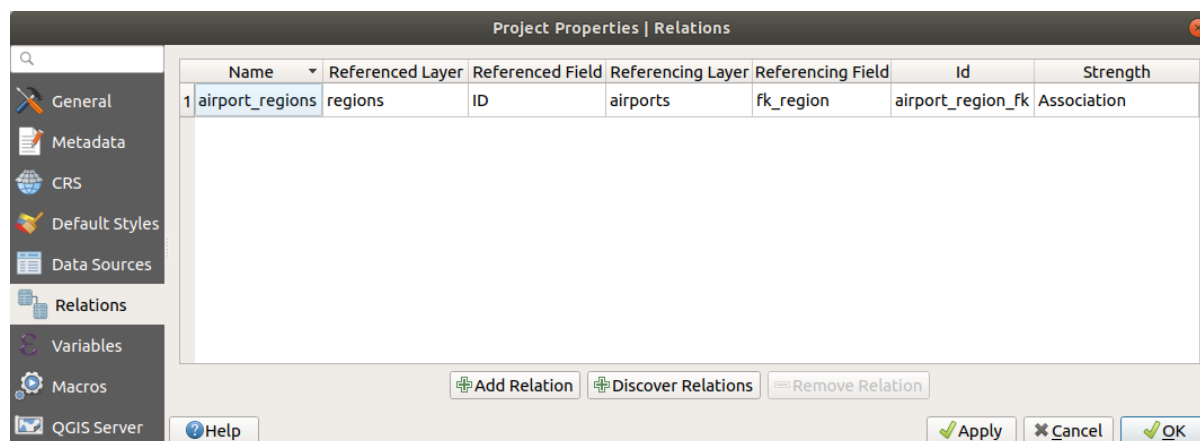 Project Properties | Relations
Name Referenced Layer Referenced Field Referencing Layer Referencing Field Id Strength
1 airport_regions regions ID airports fk_region airport_region_fk Association
General
Metadata
CRS
Default Styles
Data Sources
Relations
Variables
Macros
QGIS Server
Add Relation Discover Relations Remove Relation
Help Apply Cancel OK